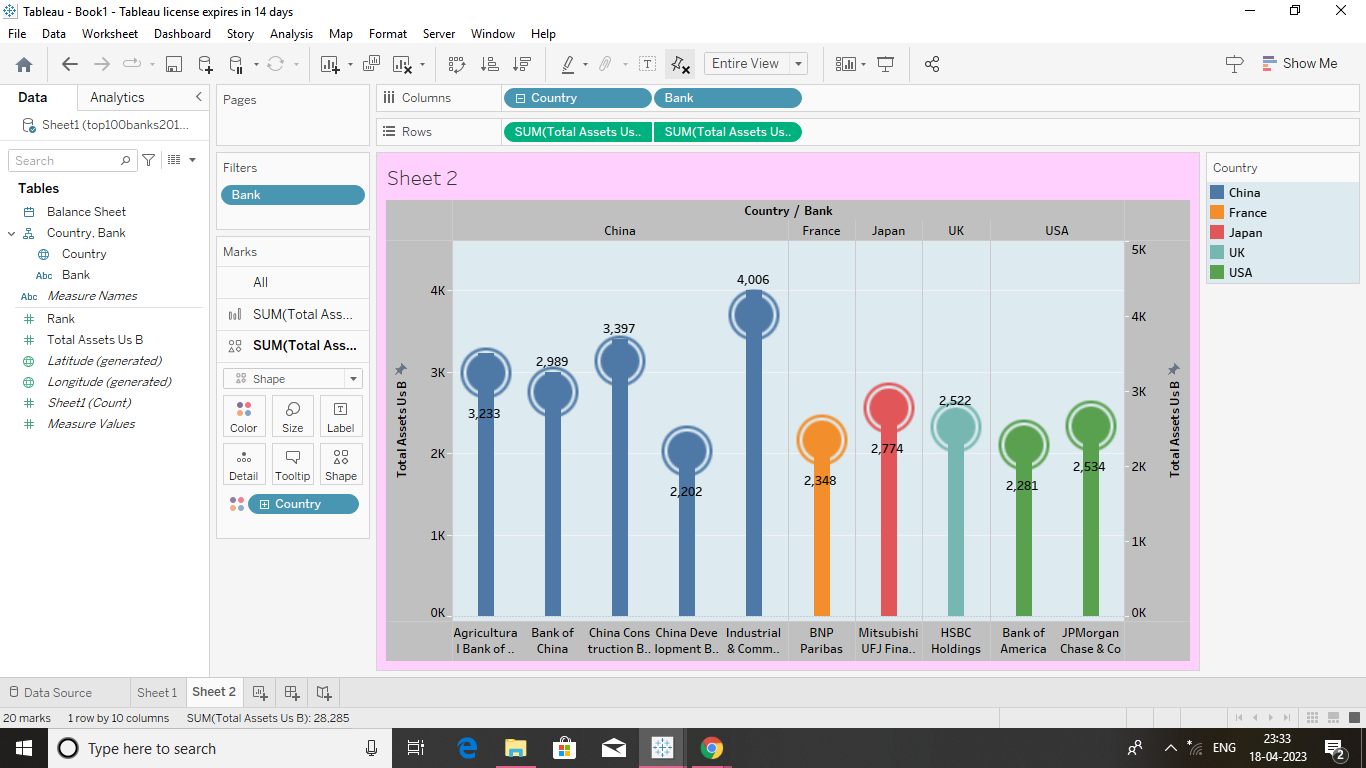 Tableau - Book1 - Tableau license expires in 14 days
File Data Worksheet Dashboard Story Analysis Map Format Server Window Help
Entire View
Show Me
Data Analytics
Sheet1 (top100banks201...
Search
Tables
Balance Sheet
Country, Bank
Country
Abc Bank
Abc Measure Names
Rank
Total Assets Us B
Latitude (generated)
Longitude (generated)
Sheet1 (Count)
Measure Values
Pages
Filters
Bank
Marks
All
SUM(Total Ass...
SUM(Total Ass...
Shape
Color Size Label
Detail Tooltip Shape
Country
Columns Country Bank
Rows SUM(Total Assets Us.. SUM(Total Assets Us..
Sheet 2
Country / Bank
China France Japan UK USA
Total Assets Us B
4K
3K
2K
1K
0K
3,233
2,989
3,397
2,202
4,006
2,348
2,774
2,522
2,281
2,534
5K
4K
3K
2K
1K
0K
Total Assets Us B
Agricultura
l Bank of ..
Bank of
China
China Cons
truction B..
China Deve
lopment B..
Industrial
& Comm..
BNP
Paribas
Mitsubishi
UFJ Fina..
HSBC
Holdings
Bank of
America
JPMorgan
Chase & Co
Country
China
France
Japan
UK
USA
Data Source Sheet 1 Sheet 2
20 marks 1 row by 10 columns SUM(Total Assets Us B): 28,285
Type here to search
ENG
23:33
18-04-2023
2